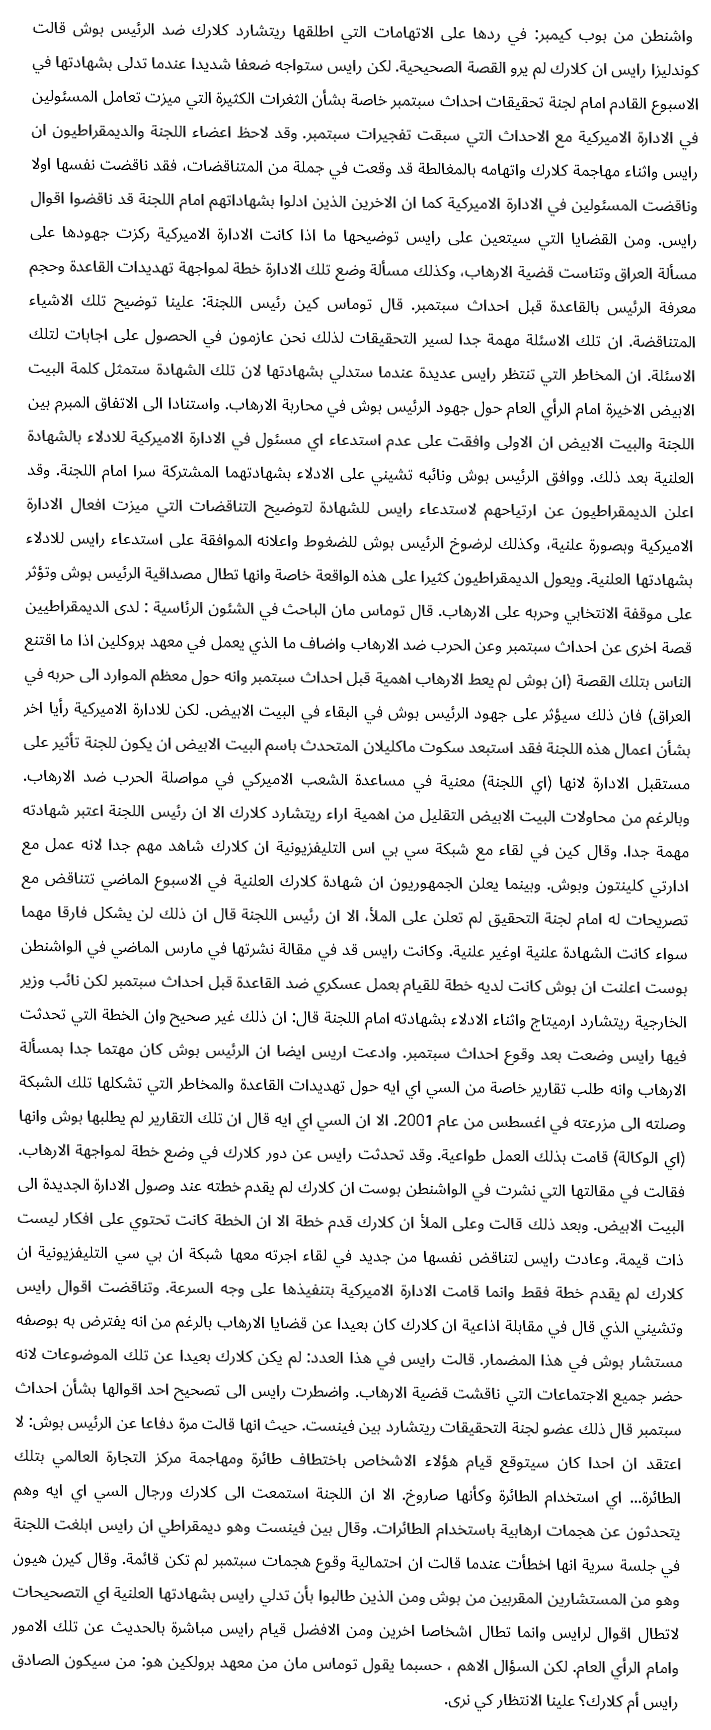 واشنطن من بوب كيمبر: في ردها على الاتهامات التي اطلقها ريتشارد كلارك ضد الرئيس بوش قالت
كوندليزا رايس ان كلارك لم يرو القصة الصحيحية. لكن رايس ستواجه ضعفا شديدا عندما تدلى بشهادتها في
الاسبوع القادم امام لجنة تحقيقات احداث سبتمبر خاصة بشأن الثغرات الكثيرة التي ميزت تعامل المسئولين
في الادارة الاميركية مع الاحداث التي سبقت تفجيرات سبتمبر. وقد لاحظ اعضاء اللجنة والديمقراطيون ان
رايس واثناء مهاجمة كلارك واتهامه بالمغالطة قد وقعت في جملة من المتناقضات، فقد ناقضت نفسها اولا
وناقضت المسئولين في الادارة الاميركية كما ان الاخرين الذين ادلوا بشهاداتهم امام اللجنة قد ناقضوا اقوال
رايس. ومن القضايا التي سيتعين على رايس توضيحها ما اذا كانت الادارة الاميركية ركزت جهودها على
مسألة العراق وتناست قضية الارهاب، وكذلك مسألة وضع تلك الادارة خطة لمواجهة تهديدات القاعدة وحجم
معرفة الرئيس بالقاعدة قبل احداث سبتمبر. قال توماس كين رئيس اللجنة: علينا توضيح تلك الاشياء
المتناقضة. ان تلك الاسئلة مهمة جدا لسير التحقيقات لذلك نحن عازمون في الحصول على اجابات لتلك
الاسئلة. ان المخاطر التي تنتظر رايس عديدة عندما ستدلي بشهادتها لان تلك الشهادة ستمثل كلمة البيت
الابيض الاخيرة امام الرأي العام حول جهود الرئيس بوش في محاربة الارهاب. واستنادا الى الاتفاق المبرم بين
اللجنة والبيت الابيض ان الاولى وافقت على عدم استدعاء اي مسئول في الادارة الاميركية للادلاء بالشهادة
العلنية بعد ذلك. ووافق الرئيس بوش ونائبه تشيني على الادلاء بشهادتهما المشتركة سرا امام اللجنة. وقد
اعلن الديمقراطيون عن ارتياحهم لاستدعاء رايس للشهادة لتوضيح التناقضات التي ميزت افعال الادارة
الاميركية وبصورة علنية، وكذلك لرضوخ الرئيس بوش للضغوط واعلانه الموافقة على استدعاء رايس للادلاء
بشهادتها العلنية. ويعول الديمقراطيون كثيرا على هذه الواقعة خاصة وانها تطال مصداقية الرئيس بوش وتؤثر
على موقفة الانتخابي وحربه على الارهاب. قال توماس مان الباحث في الشئون الرئاسية : لدى الديمقراطيين
قصة اخرى عن احداث سبتمبر وعن الحرب ضد الارهاب واضاف ما الذي يعمل في معهد بروكلين اذا ما اقتنع
الناس بتلك القصة (ان بوش لم يعط الارهاب اهمية قبل احداث سبتمبر وانه حول معظم الموارد الى حربه في
العراق) فان ذلك سيؤثر على جهود الرئيس بوش في البقاء في البيت الابيض. لكن للادارة الاميركية رأيا اخر
بشأن اعمال هذه اللجنة فقد استبعد سكوت ماكليلان المتحدث باسم البيت الابيض ان يكون للجنة تأثير على
مستقبل الادارة لانها (اي اللجنة) معنية في مساعدة الشعب الاميركي في مواصلة الحرب ضد الارهاب.
وبالرغم من محاولات البيت الابيض التقليل من اهمية اراء ريتشارد كلارك الا ان رئيس اللجنة اعتبر شهادته
مهمة جدا. وقال كين في لقاء مع شبكة سي بي اس التليفزيونية ان كلارك شاهد مهم جدا لانه عمل مع
ادارتي كلينتون وبوش. وبينما يعلن الجمهوريون ان شهادة كلارك العلنية في الاسبوع الماضي تتناقض مع
تصريحات له امام لجنة التحقيق لم تعلن على الملأ، الا ان رئيس اللجنة قال ان ذلك لن يشكل فارقا مهما
سواء كانت الشهادة علنية اوغير علنية. وكانت رايس قد في مقالة نشرتها في مارس الماضي في الواشنطن
بوست اعلنت ان بوش كانت لديه خطة للقيام بعمل عسكري ضد القاعدة قبل احداث سبتمبر لكن نائب وزير
الخارجية ريتشارد ارميتاج واثناء الادلاء بشهادته امام اللجنة قال: ان ذلك غير صحيح وان الخطة التي تحدثت
فيها رايس وضعت بعد وقوع احداث سبتمبر. وادعت اريس ايضا ان الرئيس بوش كان مهتما جدا بمسألة
الارهاب وانه طلب تقارير خاصة من السي اي ايه حول تهديدات القاعدة والمخاطر التي تشكلها تلك الشبكة
وصلته الى مزرعته في اغسطس من عام 2001. الا ان السي اي ايه قال ان تلك التقارير لم يطلبها بوش وانها
(اي الوكالة) قامت بذلك العمل طواعية. وقد تحدثت رايس عن دور كلارك في وضع خطة لمواجهة الارهاب.
فقالت في مقالتها التي نشرت في الواشنطن بوست ان كلارك لم يقدم خطته عند وصول الادارة الجديدة الى
البيت الابيض. وبعد ذلك قالت وعلى الملأ ان كلارك قدم خطة الا ان الخطة كانت تحتوي على افكار ليست
ذات قيمة. وعادت رايس لتناقض نفسها من جديد في لقاء اجرته معها شبكة ان بي سي التليفزيونية ان
كلارك لم يقدم خطة فقط وانما قامت الادارة الاميركية بتنفيذها على وجه السرعة. وتناقضت اقوال رايس
وتشيني الذي قال في مقابلة اذاعية ان كلارك كان بعيدا عن قضايا الارهاب بالرغم من انه يفترض به بوصفه
مستشار بوش في هذا المضمار. قالت رايس في هذا العدد: لم يكن كلارك بعيدا عن تلك الموضوعات لانه
حضر جميع الاجتماعات التي ناقشت قضية الارهاب. واضطرت رايس الى تصحيح احد اقوالها بشأن احداث
سبتمبر قال ذلك عضو لجنة التحقيقات ريتشارد بين فينست. حيث انها قالت مرة دفاعا عن الرئيس بوش: لا
اعتقد ان احدا كان سيتوقع قيام هؤلاء الاشخاص باختطاف طائرة ومهاجمة مركز التجارة العالمي بتلك
الطائرة... اي استخدام الطائرة وكأنها صاروخ. الا ان اللجنة استمعت الى كلارك ورجال السي اي ايه وهم
يتحدثون عن هجمات ارهابية باستخدام الطائرات. وقال بين فينست وهو ديمقراطي ان رايس ابلغت اللجنة
في جلسة سرية انها اخطأت عندما قالت ان احتمالية وقوع هجمات سبتمبر لم تكن قائمة. وقال كيرن هيون
وهو من المستشارين المقربين من بوش ومن الذين طالبوا بأن تدلي رايس بشهادتها العلنية اي التصحيحات
لاتطال اقوال لرايس وانما تطال اشخاصا اخرين ومن الافضل قيام رايس مباشرة بالحديث عن تلك الامور
وامام الرأي العام. لكن السؤال الاهم ، حسبما يقول توماس مان من معهد برولكين هو: من سيكون الصادق
رايس أم كلارك؟ علينا الانتظار كي نرى.